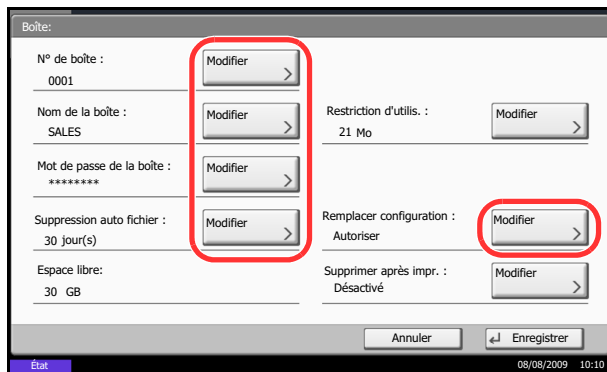 Boîte:
N° de boîte :
0001
Modifier
Nom de la boîte :
SALES
Modifier
Restriction d'utilis. :
21 Mo
Modifier
Mot de passe de la boîte :
********
Modifier
Suppression auto fichier :
30 jour(s)
Modifier
Remplacer configuration :
Autoriser
Modifier
Espace libre:
30 GB
Supprimer après impr. :
Désactivé
Modifier
Annuler
Enregistrer
État
08/08/2009 10:10